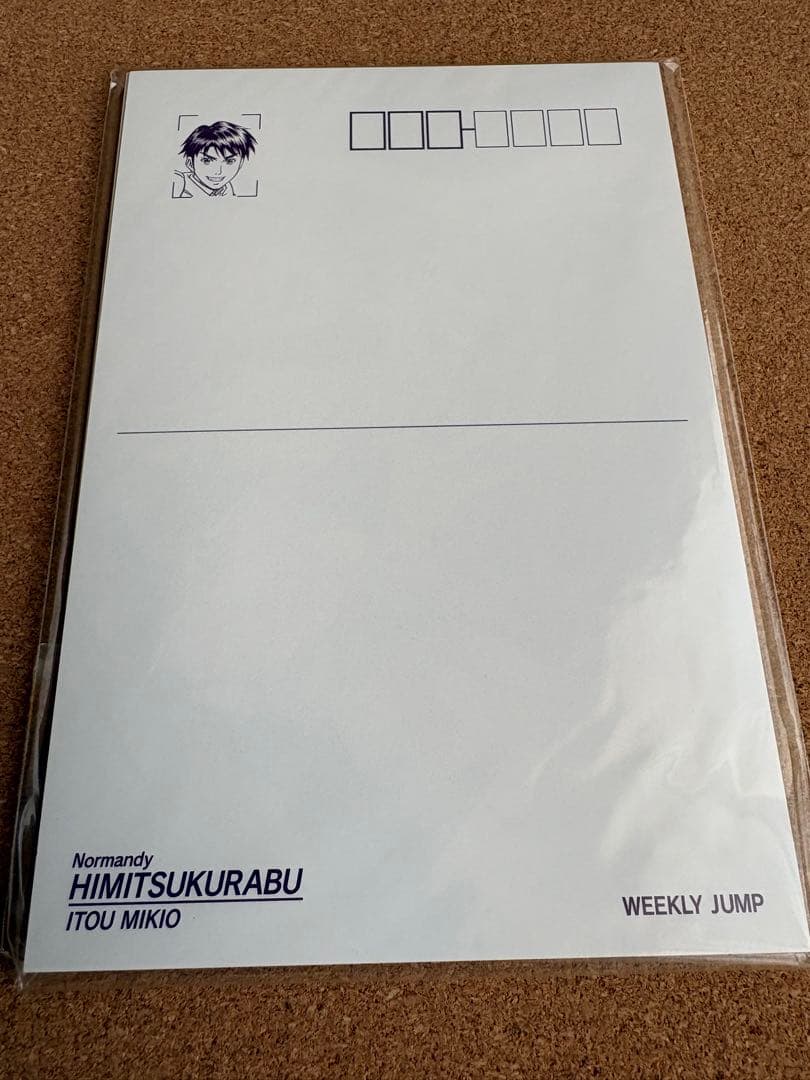 Normandy
HIMITSUKURABU
ITOU MIKIO
WEEKLY JUMP